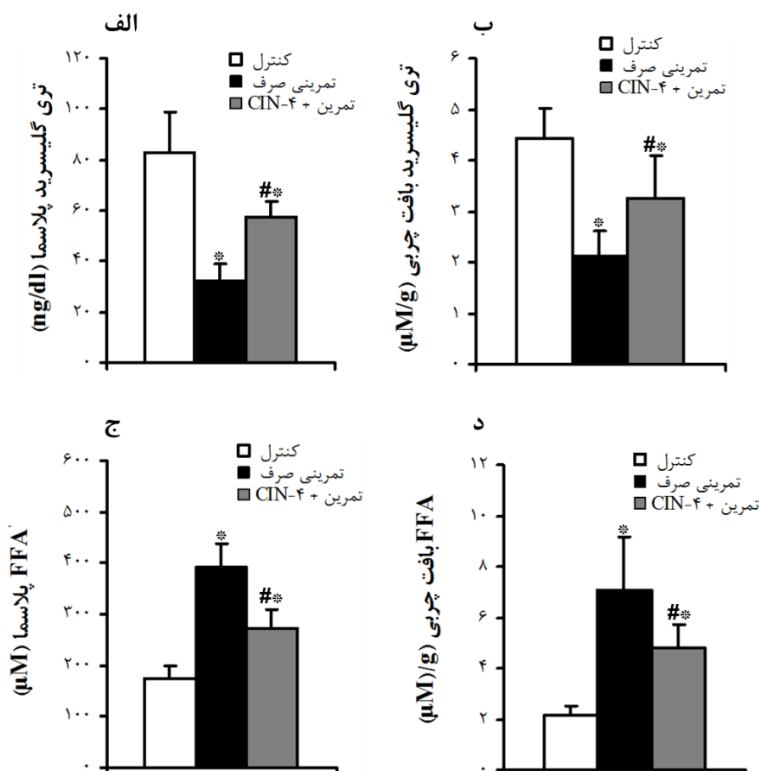 الف
کنترل
تمرینی صرف
تمرین + CIN-۴
تری گلیسرید پلاسما (ng/dl)
۱۲۰
۱۰۰
۸۰
۶۰
۴۰
۲۰
۰
*
#*
ب
کنترل
تمرینی صرف
تمرین + CIN-۴
تری گلیسرید بافت چربی (μM/g)
۶
۵
۴
۳
۲
۱
۰
*
#*
ج
کنترل
تمرینی صرف
تمرین + CIN-۴
FFA پلاسما (μM)
۶۰۰
۵۰۰
۴۰۰
۳۰۰
۲۰۰
۱۰۰
۰
*
#*
د
کنترل
تمرینی صرف
تمرین + CIN-۴
FFA بافت چربی (μM)/g)
۱۲
۱۰
۸
۶
۴
۲
۰
*
#*